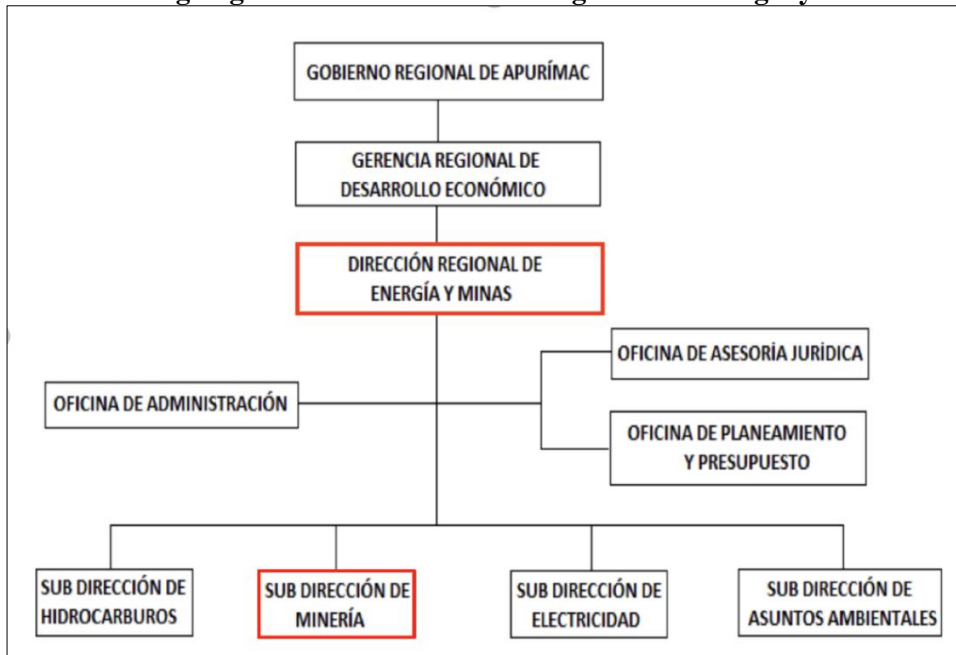 GOBIERNO REGIONAL DE APURÍMAC
GERENCIA REGIONAL DE
DESARROLLO ECONÓMICO
DIRECCIÓN REGIONAL DE
ENERGÍA Y MINAS
OFICINA DE ASESORÍA JURÍDICA
OFICINA DE ADMINISTRACIÓN
OFICINA DE PLANEAMIENTO
Y PRESUPUESTO
SUB DIRECCIÓN DE
HIDROCARBUROS
SUB DIRECCIÓN DE
MINERÍA
SUB DIRECCIÓN DE
ELECTRICIDAD
SUB DIRECCIÓN DE
ASUNTOS AMBIENTALES